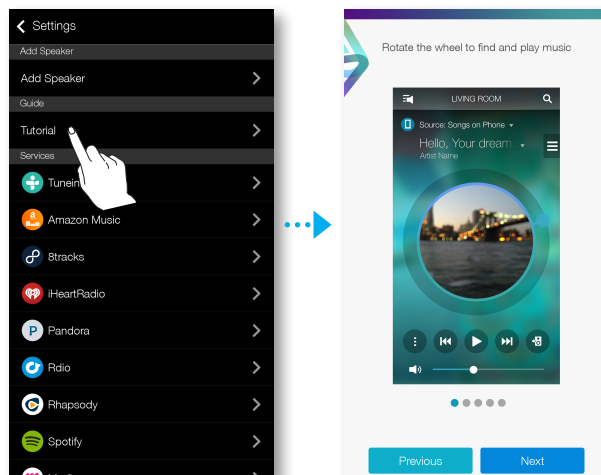 Settings
Add Speaker
Add Speaker
Guide
Tutorial
Services
Tunein
a
Amazon Music
8tracks
iHeartRadio
P
Pandora
Rdio
Rhapsody
Spotify
Rotate the wheel to find and play music
LIVING ROOM
Source: Songs on Phone
Hello, Your dream.
Artist Name
Previous
Next